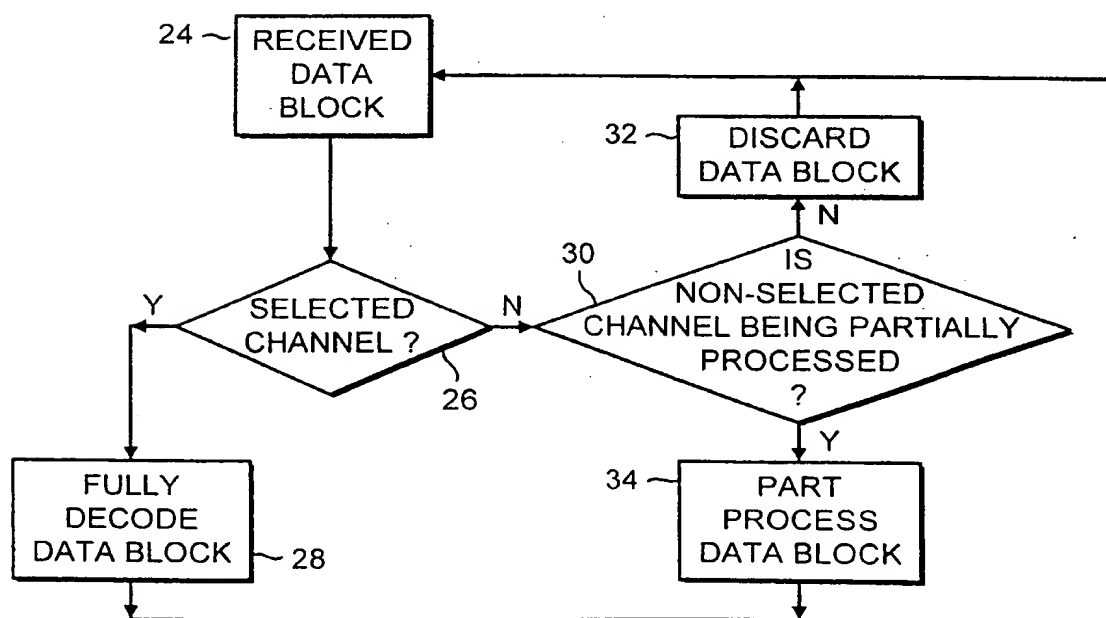 24
RECEIVED
DATA
BLOCK
32
DISCARD
DATA BLOCK
N
Y
SELECTED
CHANNEL ?
N
26
30
IS
NON-SELECTED
CHANNEL BEING PARTIALLY
PROCESSED
?
Y
FULLY
DECODE
DATA BLOCK
28
34
PART
PROCESS
DATA BLOCK